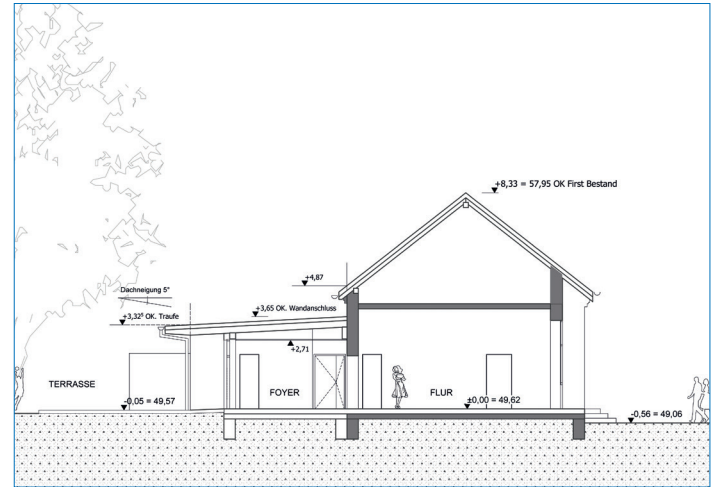 +8,33 = 57,95 OK First Bestand
+4,87
Dachneigung 5°
+3,65 OK. Wandanschluss
+3,32⁵ OK. Traufe
+2,71
TERRASSE
FOYER
FLUR
-0,05 = 49,57
±0,00 = 49,62
-0,56 = 49,06